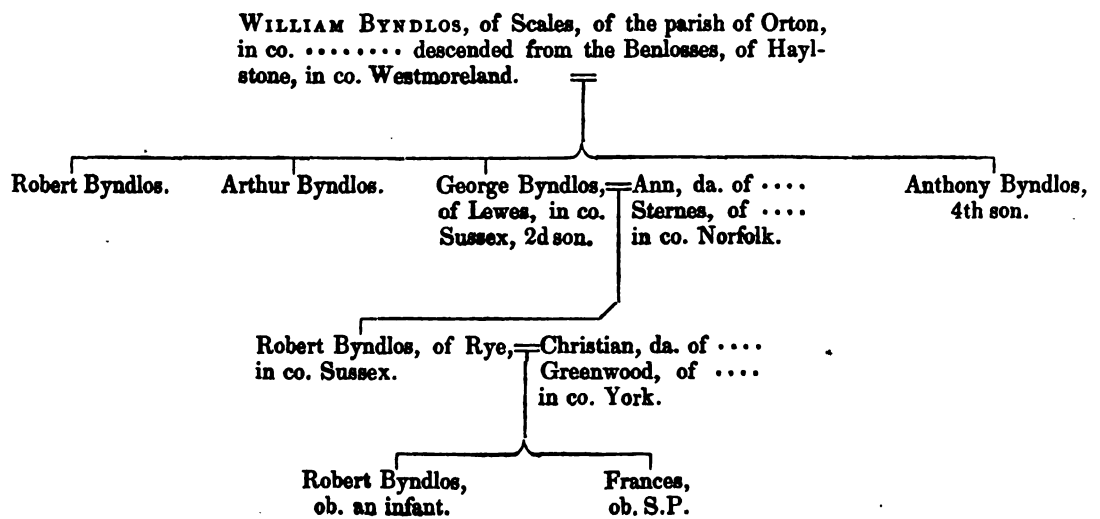 WILLIAM BYNDLOS, of Scales, of the parish of Orton,
in co. ········ descended from the Benlosses, of Hayl-
stone, in co. Westmoreland.
Robert Byndlos.
Arthur Byndlos.
George Byndlos,
of Lewes, in co.
Sussex, 2d son.
Ann, da. of ····
Sternes, of ····
in co. Norfolk.
Anthony Byndlos,
4th son.
Robert Byndlos, of Rye,
in co. Sussex.
Christian, da. of ····
Greenwood, of ····
in co. York.
Robert Byndlos,
ob. an infant.
Frances,
ob. S.P.